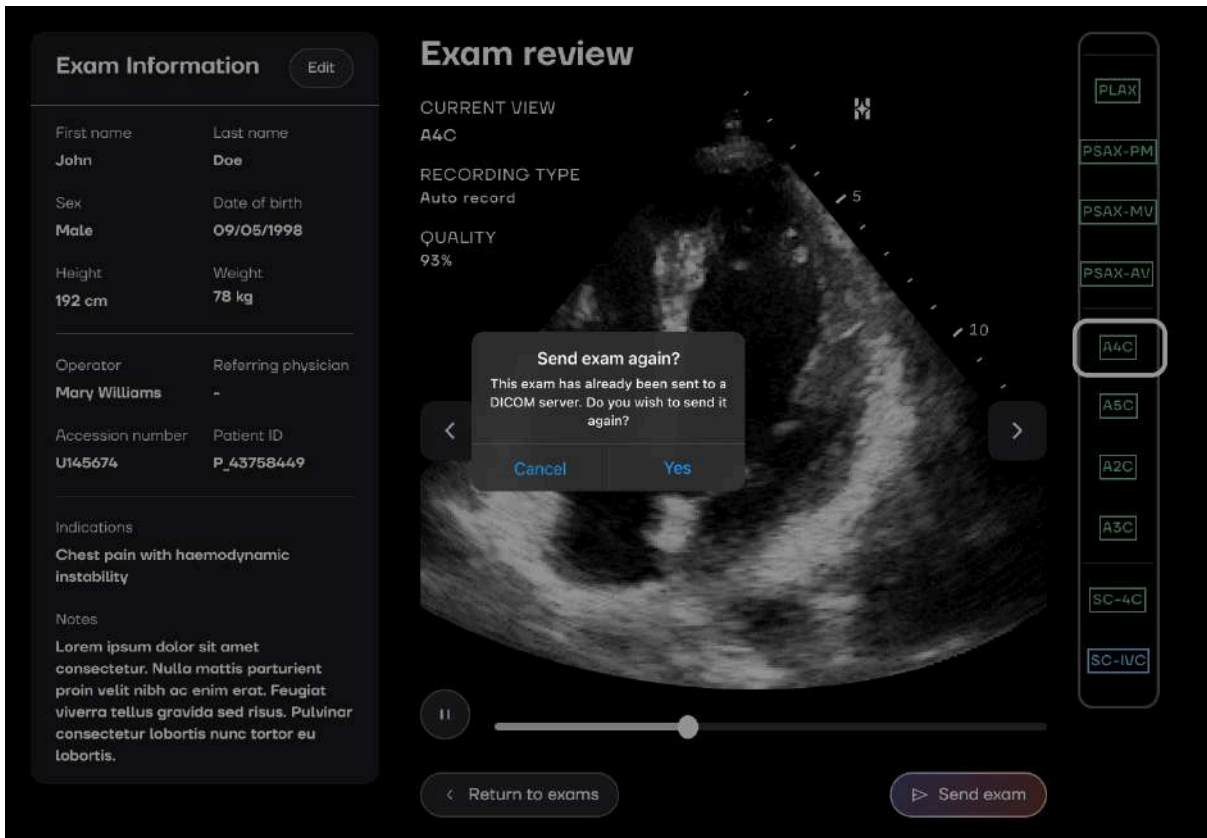 Exam Information
Edit
First name
Last name
John
Doe
Sex
Date of birth
Male
09/05/1998
Height
Weight
192 cm
78 kg
Operator
Referring physician
Mary Williams
-
Accession number
Patient ID
U145674
P_43758449
Indications
Chest pain with haemodynamic
instability
Notes
Lorem ipsum dolor sit amet
consectetur. Nulla mattis parturient
proin velit nibh ac enim erat. Feugiat
viverra tellus gravida sed risus. Pulvinar
consectetur lobortis nunc tortor eu
lobortis.
Exam review
CURRENT VIEW
A4C
RECORDING TYPE
Auto record
QUALITY
93%
5
10
Send exam again?
This exam has already been sent to a
DICOM server. Do you wish to send it
again?
Cancel
Yes
Return to exams
Send exam
PLAX
PSAX-PM
PSAX-MV
PSAX-AV
A4C
A5C
A2C
A3C
SC-4C
SC-IVC